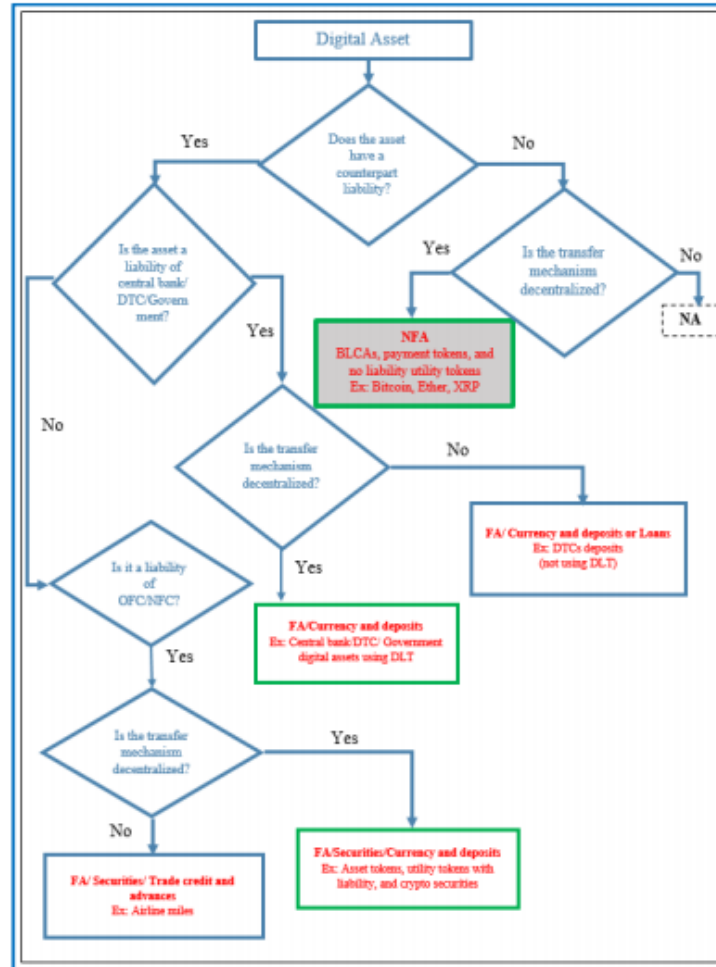 Digital Asset
Yes
Does the asset
have a
counterpart
liability?
No
Is the asset a
liability of
central bank/
DTC/Govern
ment?
Yes
Is the transfer
mechanism
decentralized?
No
NA
NFA
BLCAs, payment tokens, and
no liability utility tokens
Ex: Bitcoin, Ether, XRP
Yes
No
Is the transfer
mechanism
decentralized?
No
FA/ Currency and deposits or Loans
Ex: DTCs deposits
(not using DLT)
Is it a liability
of
OFC/NFC?
Yes
FA/Currency and deposits
Ex: Central bank/DTC/ Government
digital assets using DLT
Yes
Is the transfer
mechanism
decentralized?
Yes
No
FA/ Securities/ Trade credit and
advances
Ex: Airline miles
FA/Securities/Currency and deposits
Ex: Asset tokens, utility tokens with
liability, and crypto securities